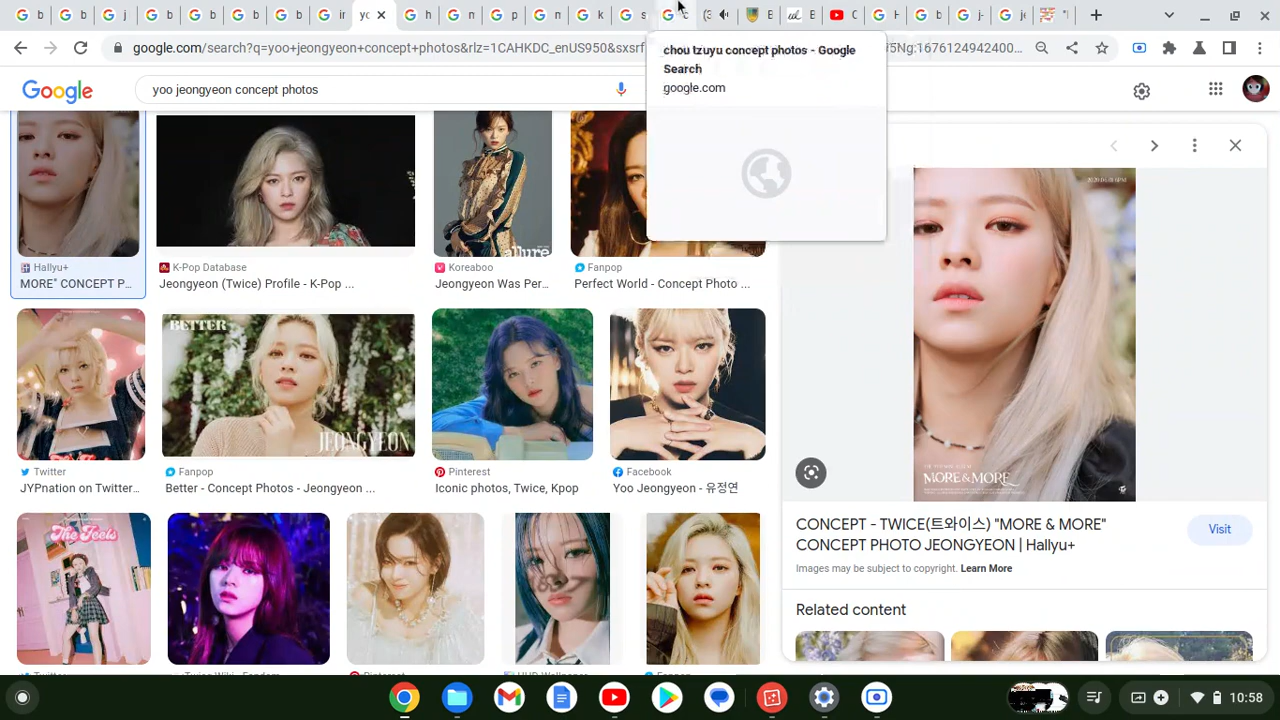 yo
(3
chou tzuyu concept photos - Google
Search
google.com
google.com/search?q=yoo+jeongyeon+concept+photos&rlz=1CAHKDC_enUS950&sxsrf
5Ng:1676124942400...
Google
yoo jeongyeon concept photos
Hallyu+
MORE" CONCEPT P...
K-Pop Database
Jeongyeon (Twice) Profile - K-Pop ...
allure
Koreaboo
Jeongyeon Was Per...
Fanpop
Perfect World - Concept Photo ...
MORE & MORE
BETTER
JEONGYEON
Twitter
JYPnation on Twitter...
Fanpop
Better - Concept Photos - Jeongyeon ...
Pinterest
Iconic photos, Twice, Kpop
Facebook
Yoo Jeongyeon - 유정연
CONCEPT - TWICE(트와이스) "MORE & MORE"
CONCEPT PHOTO JEONGYEON | Hallyu+
Visit
Images may be subject to copyright. Learn More
Related content
The Feels
10:58